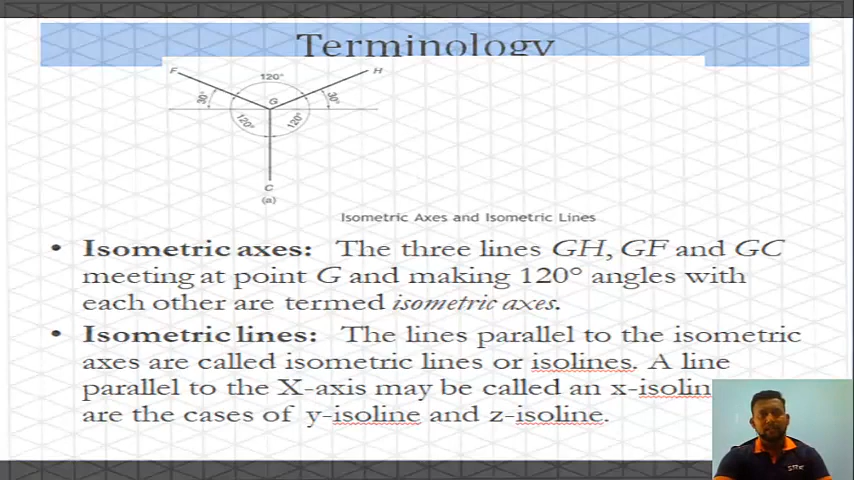 Terminology
F
120°
H
30°
G
30°
120°
120°
C
(a)
Isometric Axes and Isometric Lines
• Isometric axes: The three lines GH, GF and GC
meeting at point G and making 120° angles with
each other are termed isometric axes.
• Isometric lines: The lines parallel to the isometric
axes are called isometric lines or isolines. A line
parallel to the X-axis may be called an x-isolin
are the cases of y-isoline and z-isoline.